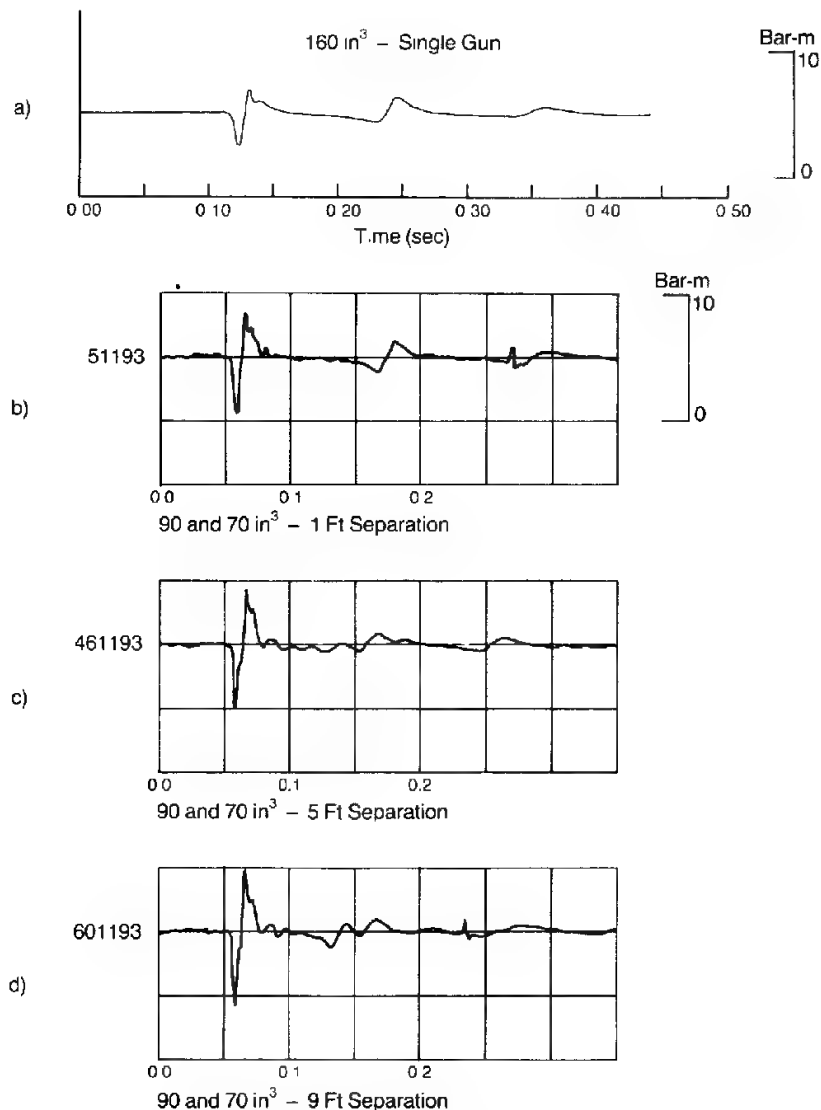 160 in³ – Single Gun
Bar-m
10
a)
0
0 00 0 10 0 20 0 30 0 40 0 50
T.me (sec)
Bar-m
10
51193
b)
0
0 0 0 1 0 2
90 and 70 in³ – 1 Ft Separation
461193
c)
0 0 0.1 0.2
90 and 70 in³ – 5 Ft Separation
601193
d)
0 0 0 1 0 2
90 and 70 in³ – 9 Ft Separation